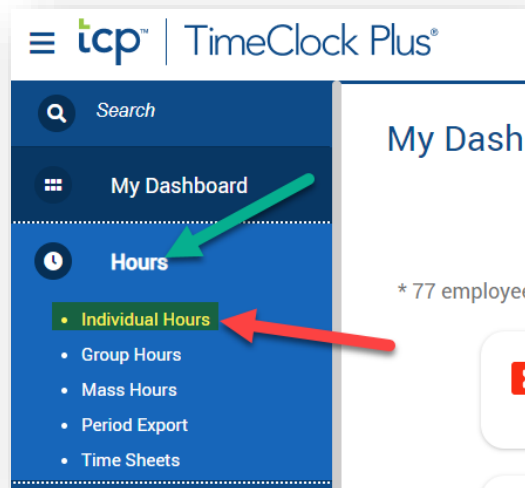 tcp™ | TimeClock Plus®
Search
My Dash
My Dashboard
Hours
* 77 employee
• Individual Hours
• Group Hours
• Mass Hours
• Period Export
• Time Sheets